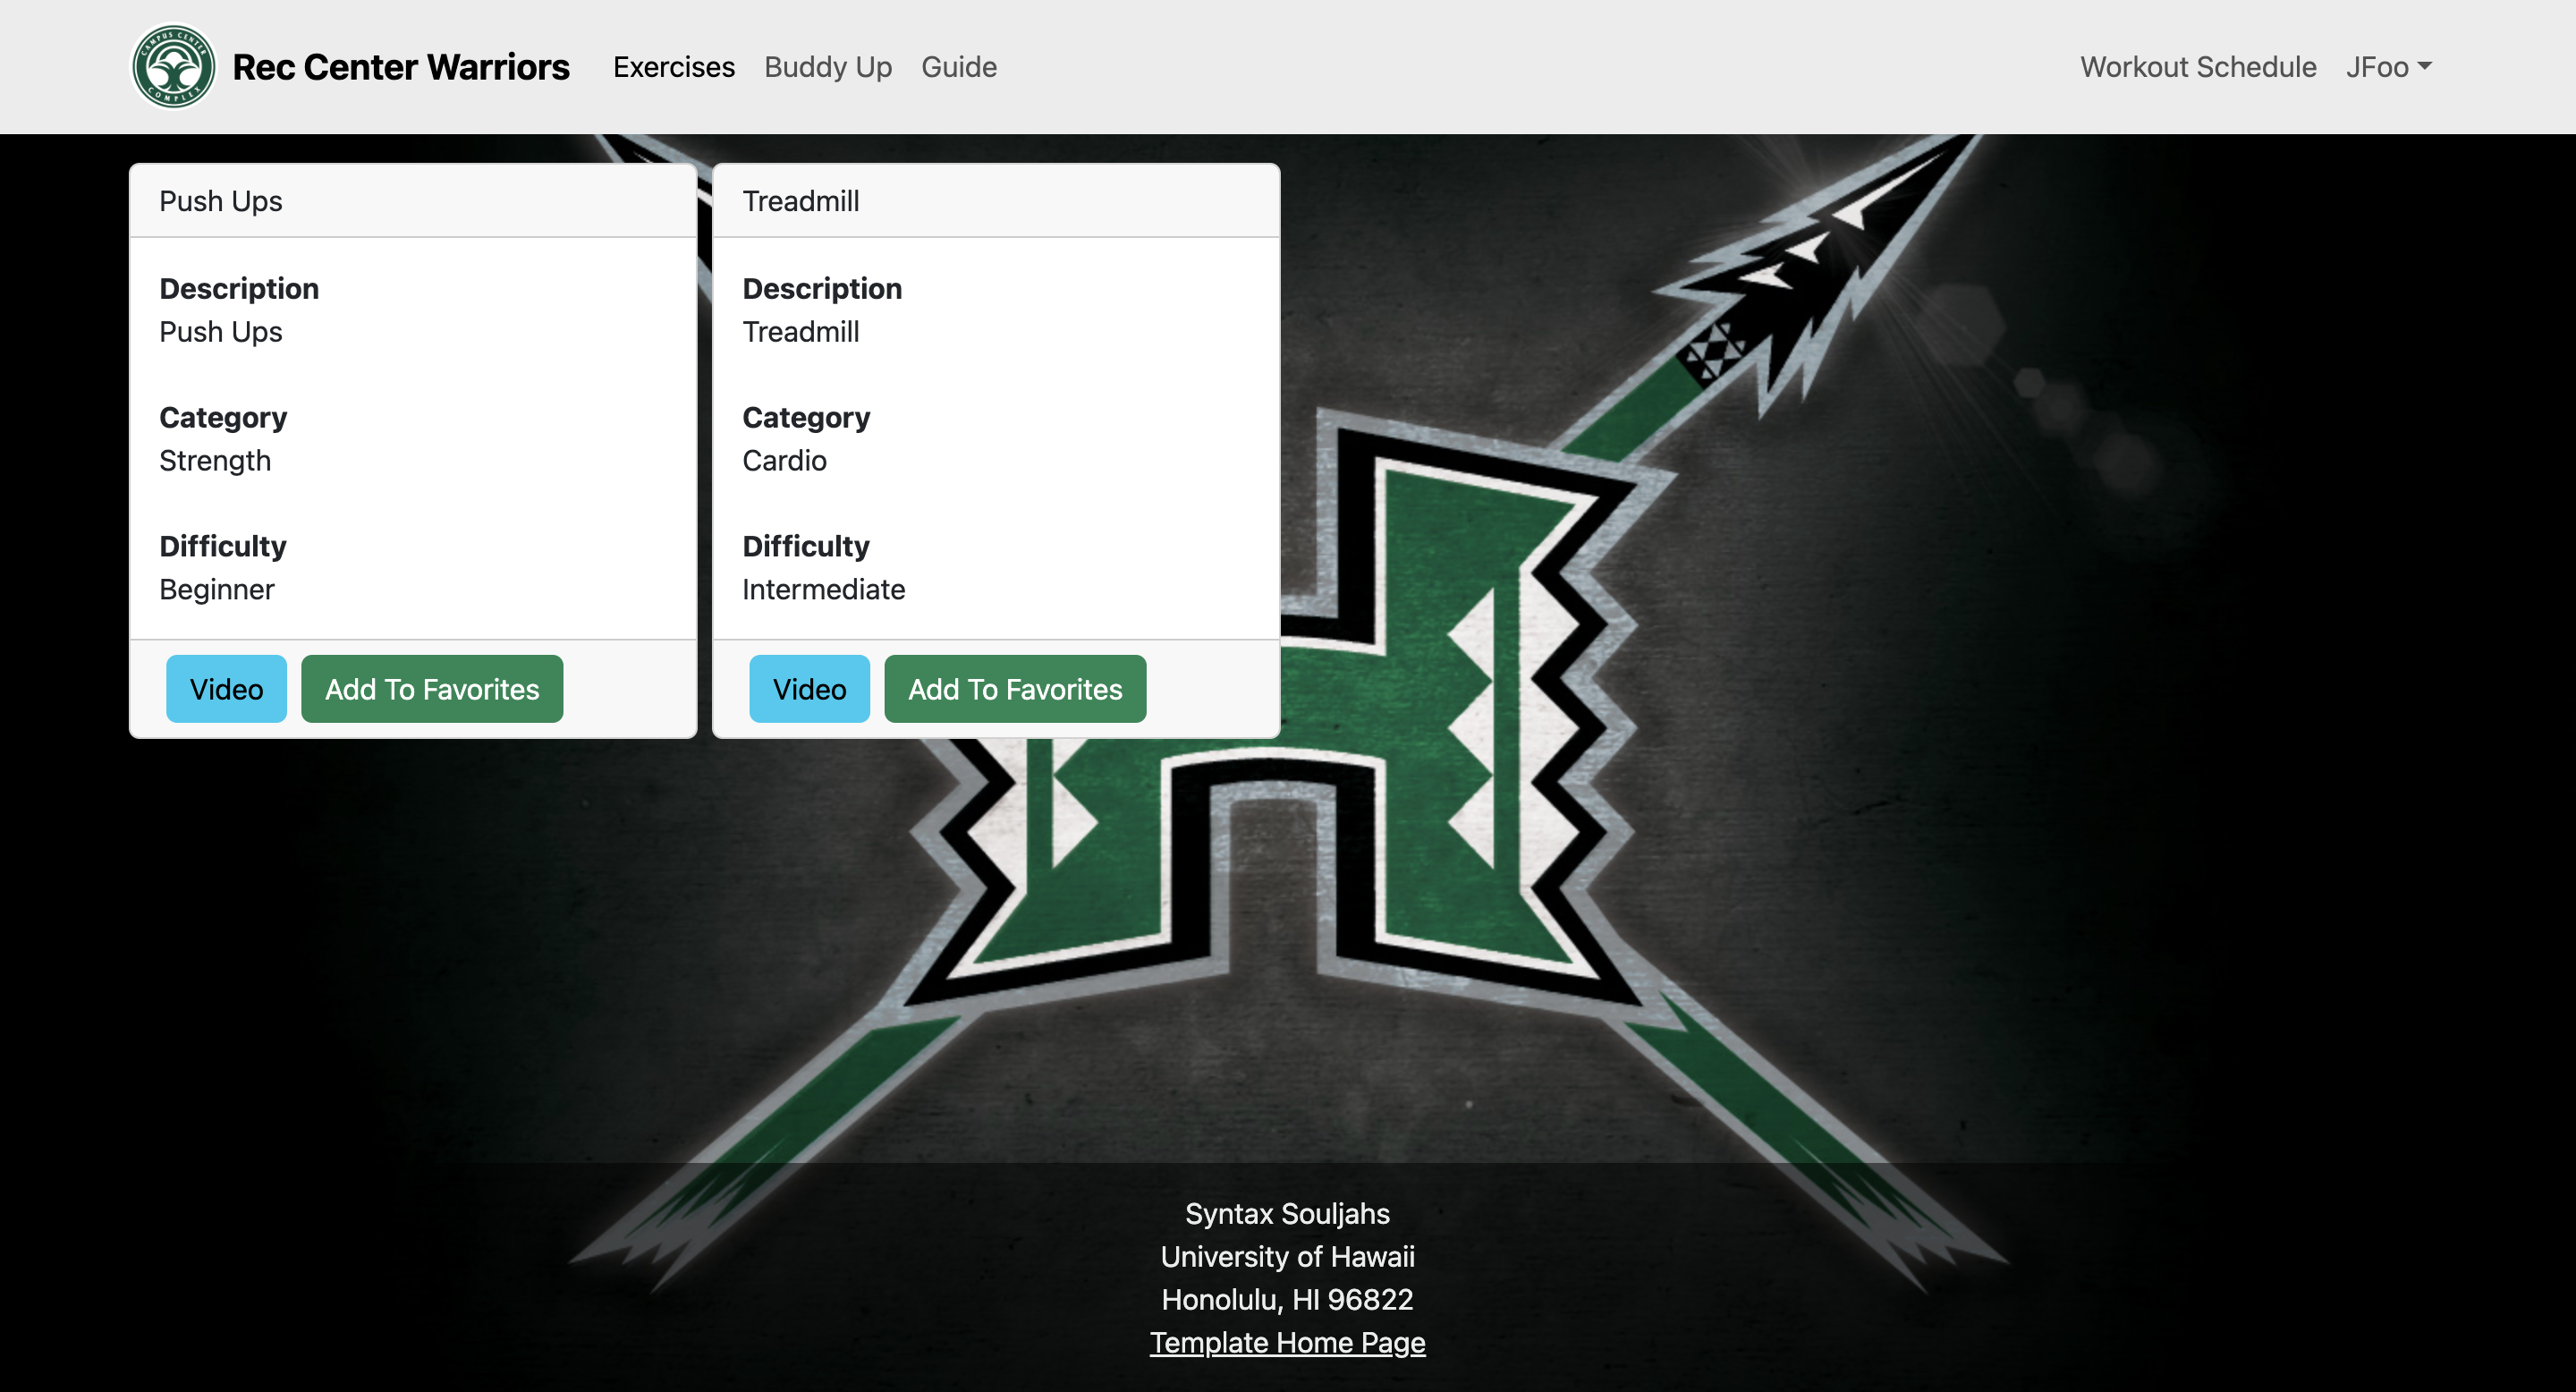 CAMPUS CENTER
COMPLEX
Rec Center Warriors
Exercises
Buddy Up
Guide
Workout Schedule
JFoo
Push Ups
Description
Push Ups
Category
Strength
Difficulty
Beginner
Video
Add To Favorites
Treadmill
Description
Treadmill
Category
Cardio
Difficulty
Intermediate
Video
Add To Favorites
Syntax Souljahs
University of Hawaii
Honolulu, HI 96822
Template Home Page